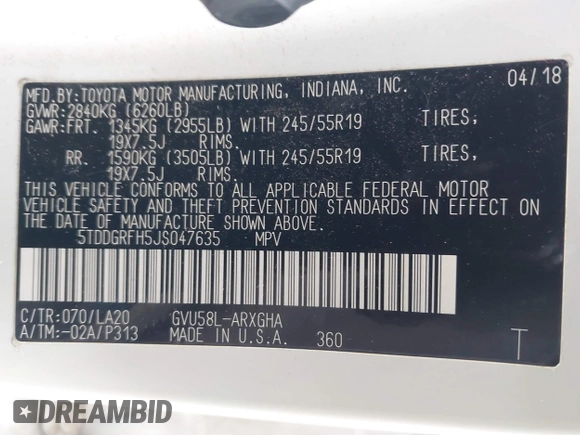 MFD.BY:TOYOTA MOTOR MANUFACTURING, INDIANA, INC. 04/18
GVWR:2840KG (6260LB)
GAWR:FRT. 1345KG (2955LB) WITH 245/55R19 TIRES,
19X7.5J RIMS.
RR. 1590KG (3505LB) WITH 245/55R19 TIRES,
19X7.5J RIMS.
THIS VEHICLE CONFORMS TO ALL APPLICABLE FEDERAL MOTOR
VEHICLE SAFETY AND THEFT PREVENTION STANDARDS IN EFFECT ON
THE DATE OF MANUFACTURE SHOWN ABOVE.
5TDDGRFH5JS047635 MPV
C/TR:070/LA20 GVU58L-ARXGHA
A/TM:-02A/P313 MADE IN U.S.A. 360 T
DREAMBID